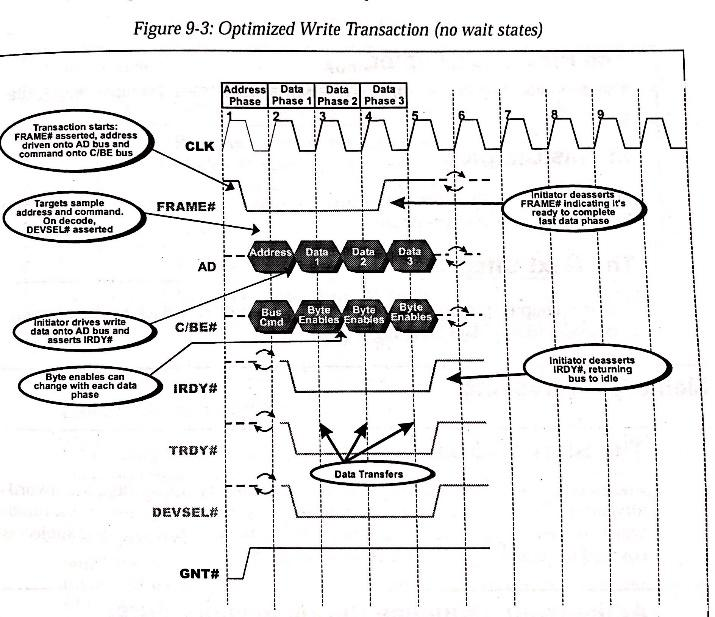 Figure 9-3: Optimized Write Transaction (no wait states)
Address Phase
Data Phase 1
Data Phase 2
Data Phase 3
1 2 3 4 5 6 7 8 9
Transaction starks:
FRAME# asserted, address
driven onto AD bus and
command onto C/BE bus
CLK
Targets sample
address and command.
On decode,
DEVSEL# asserted
FRAME#
Initiator deasserts
FRAME# indicating it's
ready to complete
last data phase
AD
Address
Data 1
Data 2
Data 3
Initiator drives write
data onto AD bus and
asserts IRDY#
C/BE#
Bus Cmd
Byte Enables
Byte Enables
Byte Enables
Byte enables can
change with each data
phase
IRDY#
Initiator deasserts
IRDY#, returning
bus to idle
TRDY#
Data Transfers
DEVSEL#
GNT#